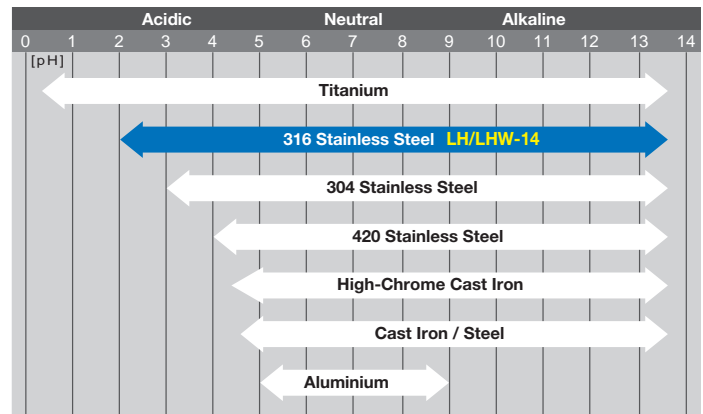 Acidic Neutral Alkaline
0 1 2 3 4 5 6 7 8 9 10 11 12 13 14
[pH]
Titanium
316 Stainless Steel LH/LHW-14
304 Stainless Steel
420 Stainless Steel
High-Chrome Cast Iron
Cast Iron / Steel
Aluminium